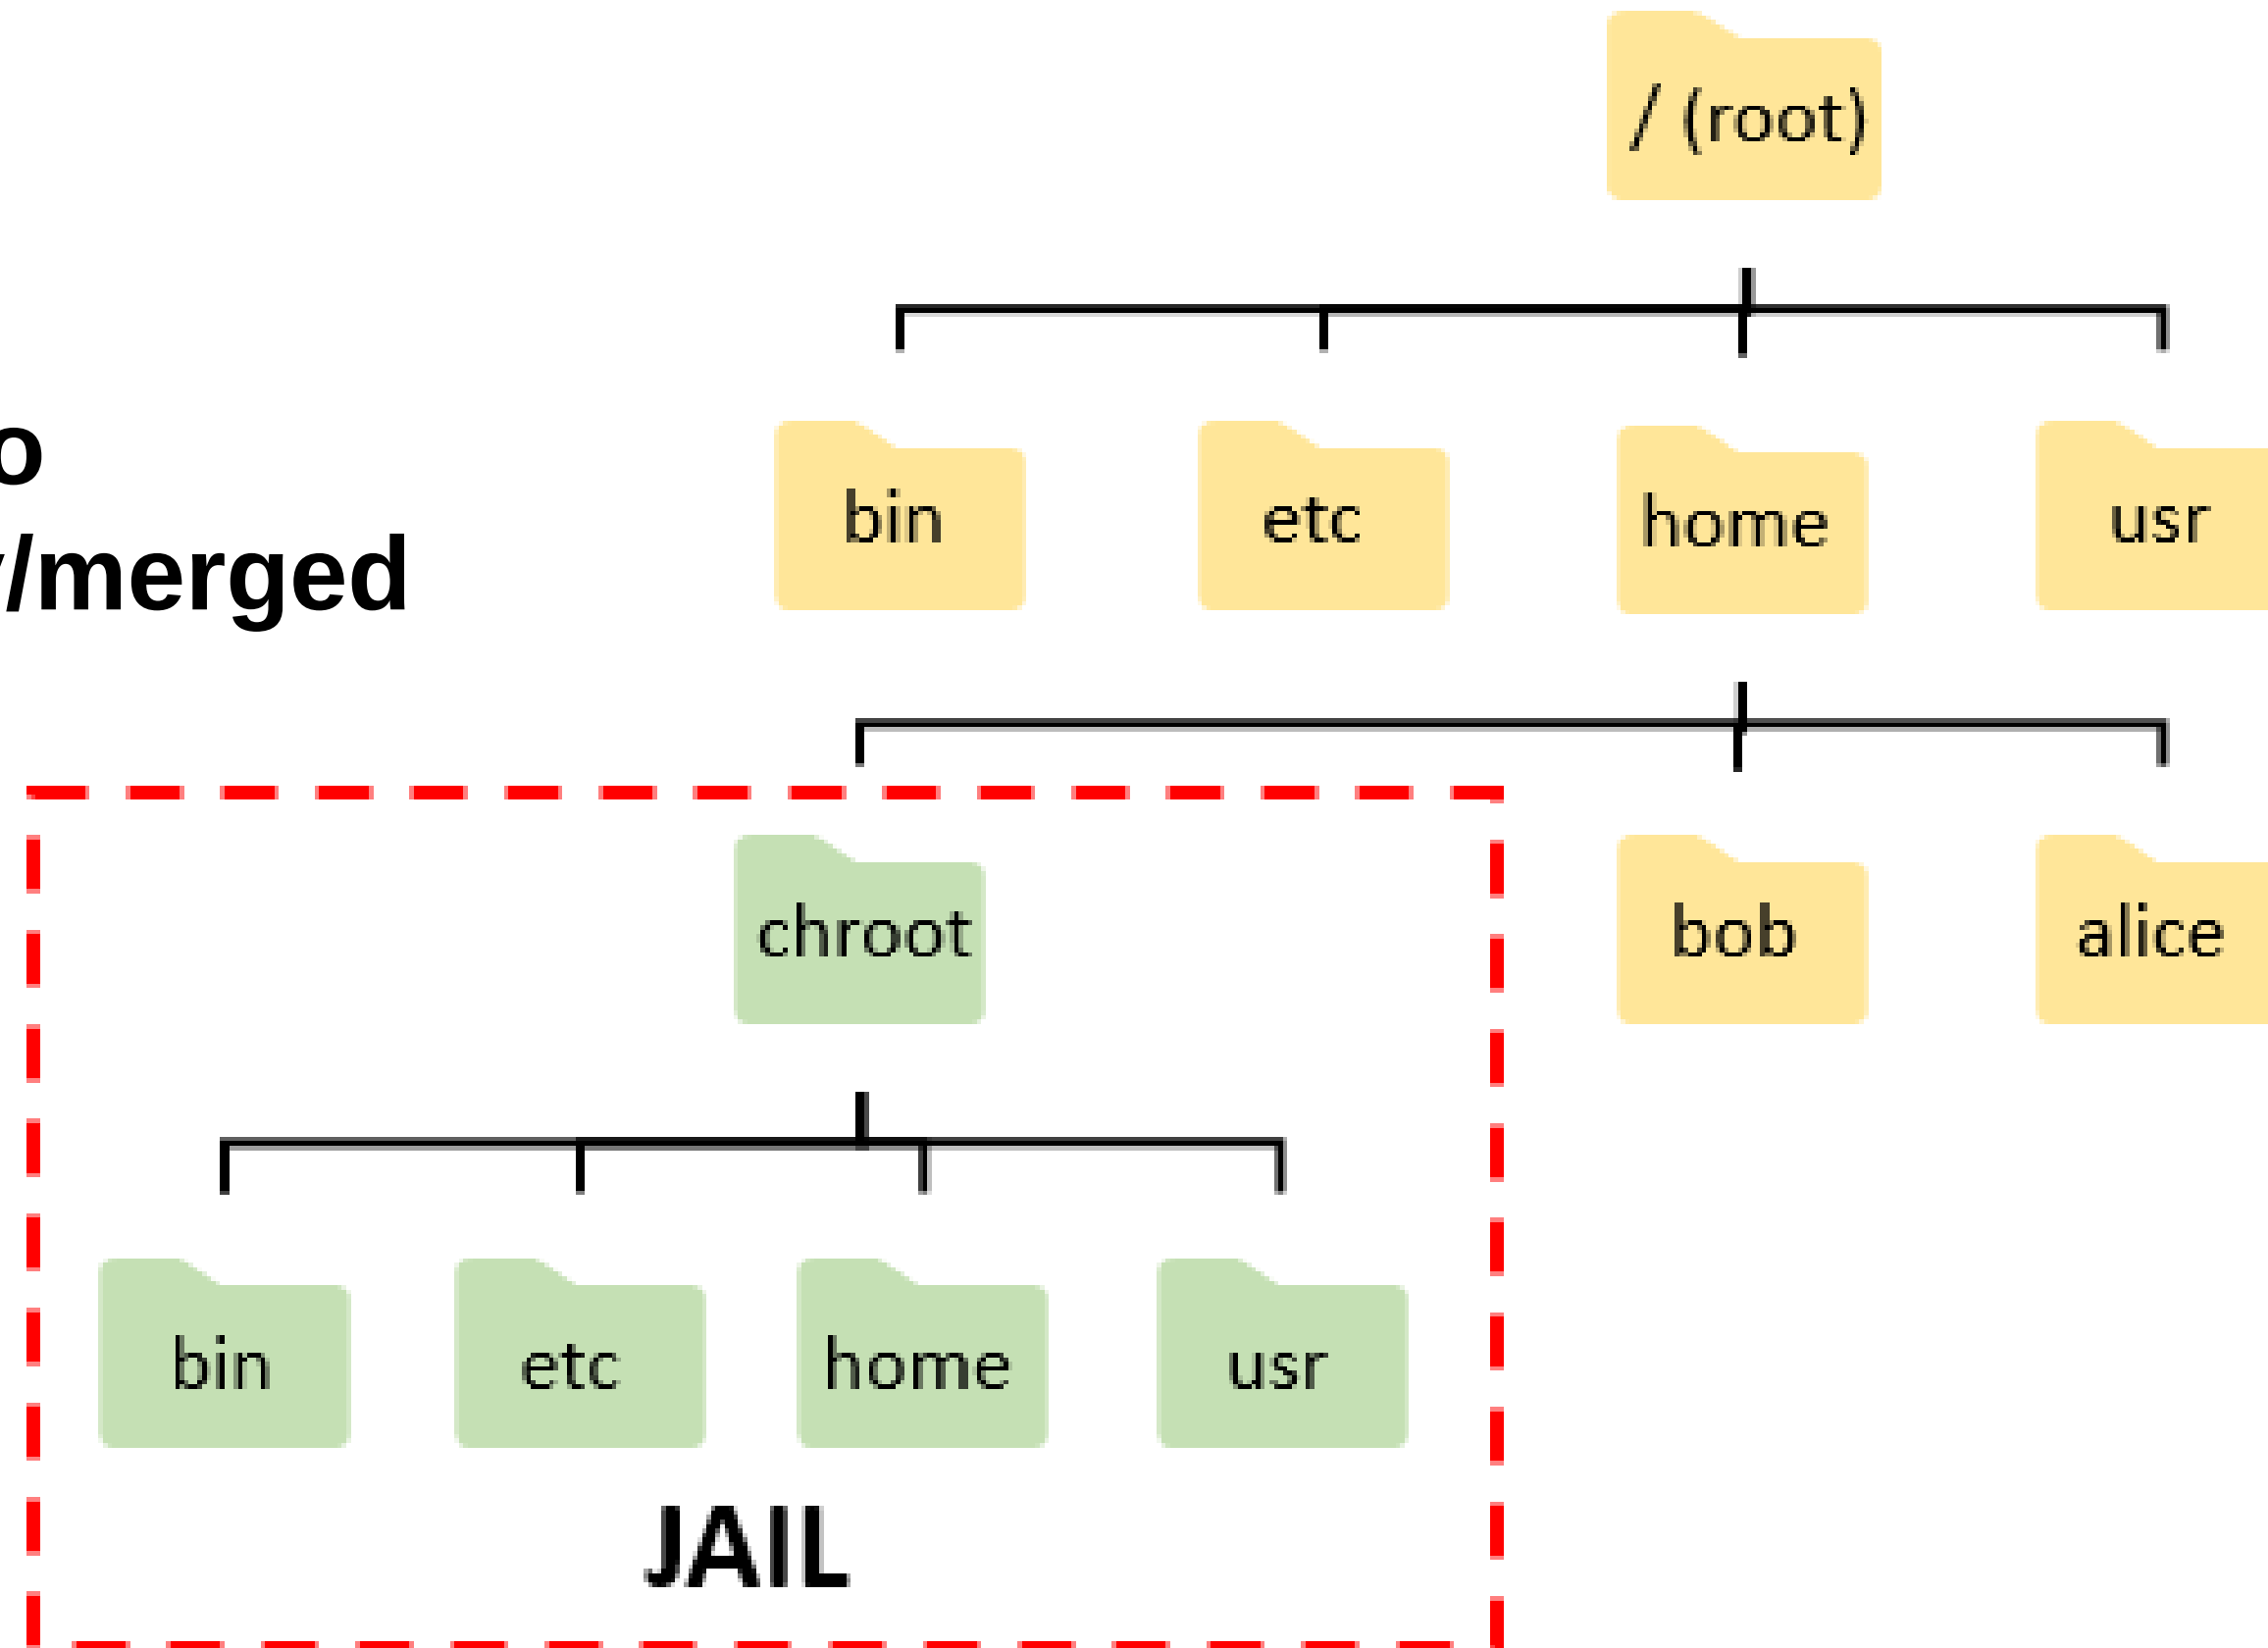 / (root)
bin etc home usr
o
/merged
chroot bob alice
bin etc home usr
JAIL